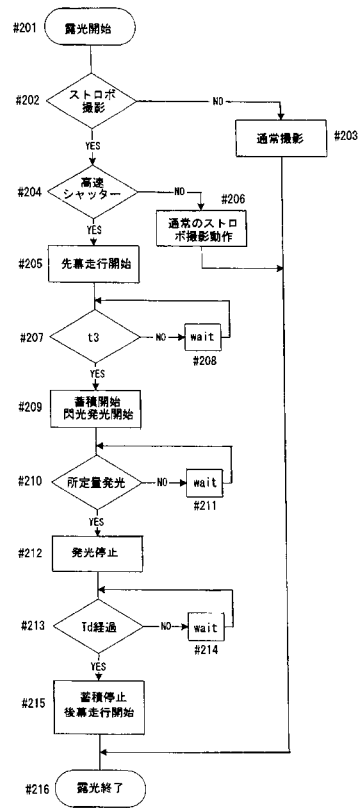 #201 露光開始
#202 ストロボ
撮影
NO
YES
通常撮影 #203
#204 高速
シャッター
NO
YES
#206
通常のストロ
ボ撮影動作
#205 先幕走行開始
#207 t3 NO wait
#208
YES
#209 蓄積開始
閃光発光開始
#210 所定量発光 NO wait
#211
YES
#212 発光停止
#213 Td経過 NO wait
#214
YES
#215 蓄積停止
後幕走行開始
#216 露光終了